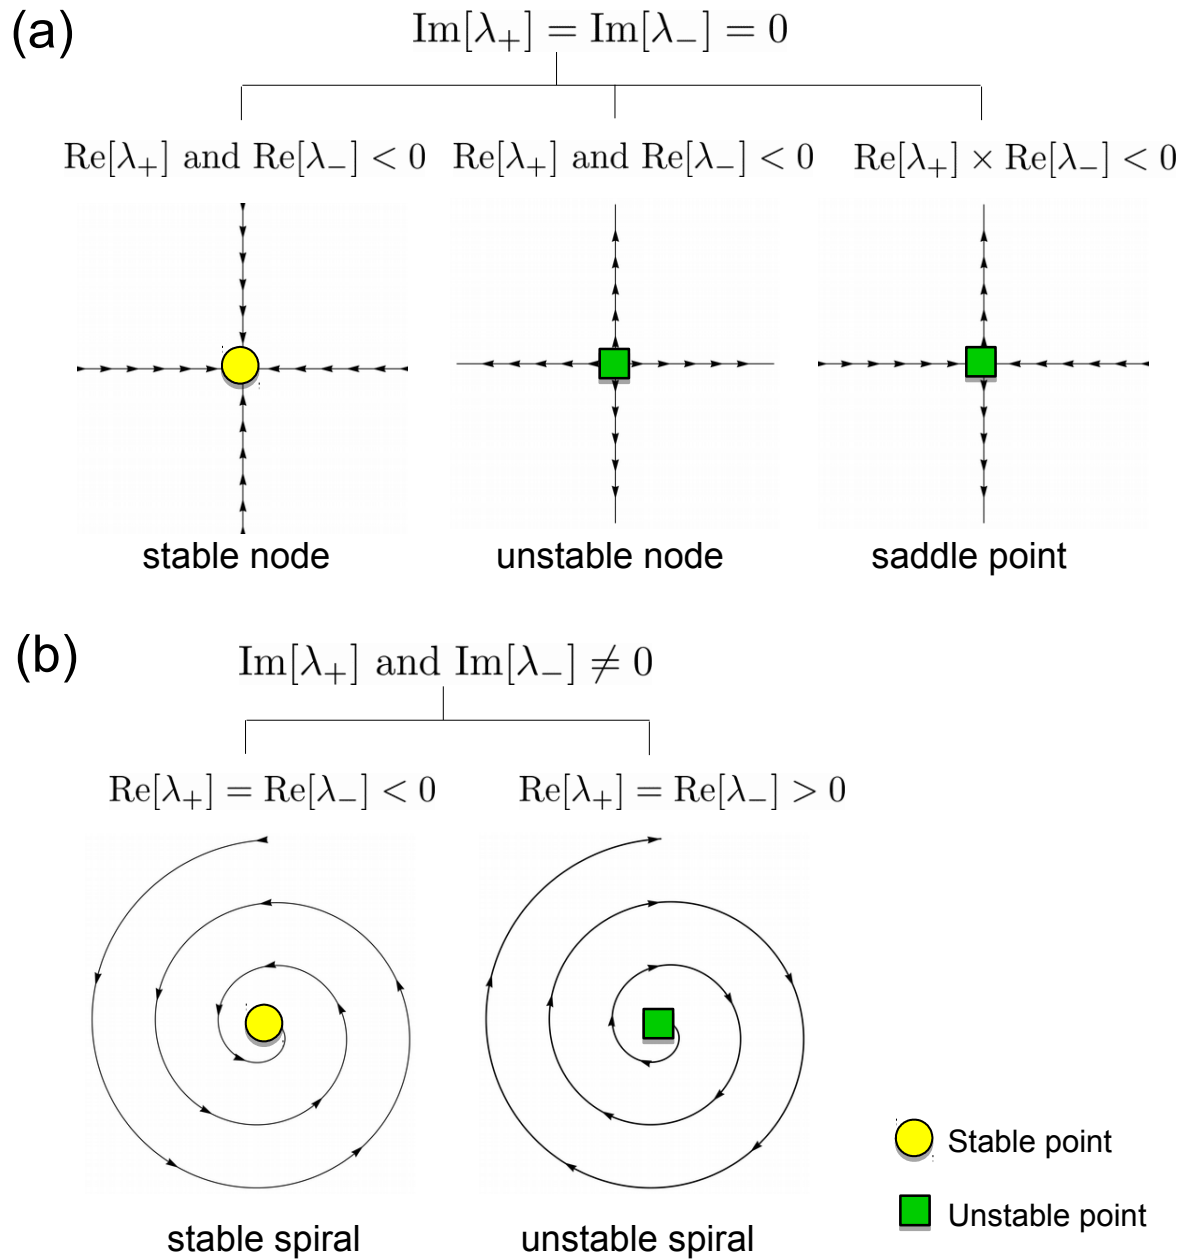 (a)
Im[λ₊] = Im[λ₋] = 0
Re[λ₊] and Re[λ₋] < 0 Re[λ₊] and Re[λ₋] < 0 Re[λ₊] × Re[λ₋] < 0
stable node unstable node saddle point
(b)
Im[λ₊] and Im[λ₋] ≠ 0
Re[λ₊] = Re[λ₋] < 0 Re[λ₊] = Re[λ₋] > 0
Stable point
Unstable point
stable spiral unstable spiral